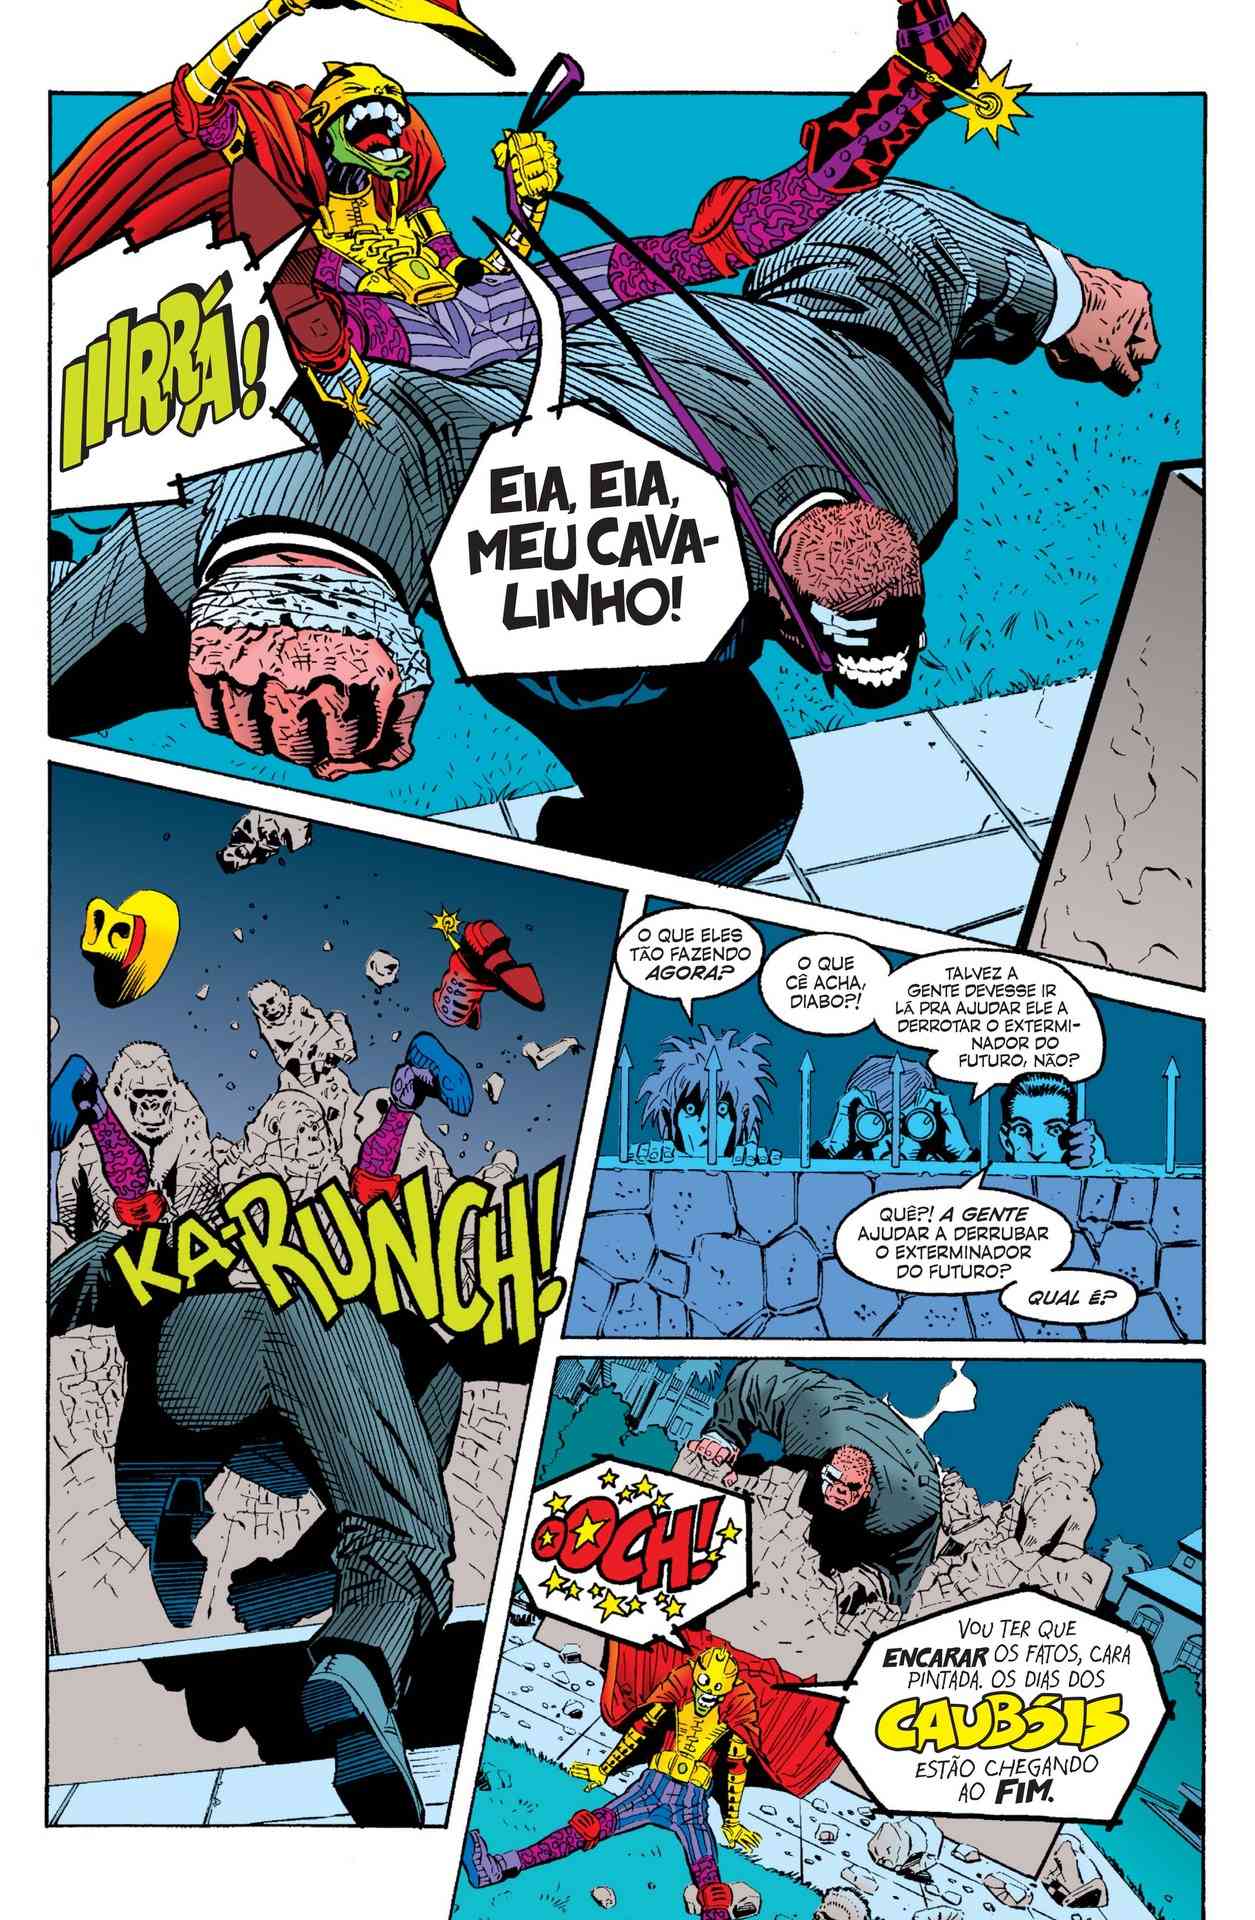 IIIRRÁ!
EIA, EIA,
MEU CAVA-
LINHO!
KA-RUNCH!
O QUE ELES
TÃO FAZENDO
AGORA?
O QUE
CÊ ACHA,
DIABO?!
TALVEZ A
GENTE DEVESSE IR
LÁ PRA AJUDAR ELE A
DERROTAR O EXTERMI-
NADOR DO
FUTURO, NÃO?
QUÊ?! A GENTE
AJUDAR A DERRUBAR
O EXTERMINADOR
DO FUTURO?
QUAL É?
OOCH!
VOU TER QUE
ENCARAR OS FATOS, CARA
PINTADA. OS DIAS DOS
CAUBÓIS
ESTÃO CHEGANDO
AO FIM.